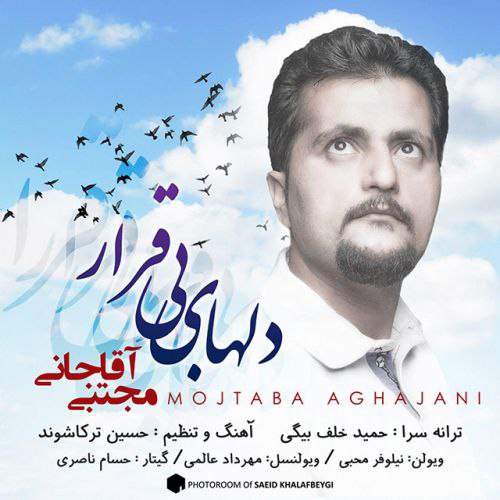 دلهای بی قرار
مجتبی آقاجانی
MOJTABA AGHAJANI
ترانه سرا : حمید خلف بیگی آهنگ و تنظیم : حسین ترکاشوند
ویولن: نیلوفر محبی/ ویولنسل: مهرداد عالمی/ گیتار : حسام ناصری
PHOTOROOM OF SAEID KHALAFBEYGI